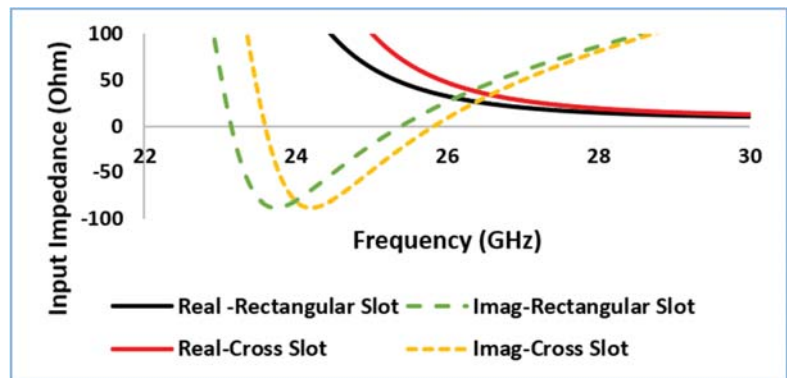 Input Impedance (Ohm)
100
50
0
-50
-100
22
24
26
28
30
Frequency (GHz)
Real -Rectangular Slot
Imag-Rectangular Slot
Real-Cross Slot
Imag-Cross Slot